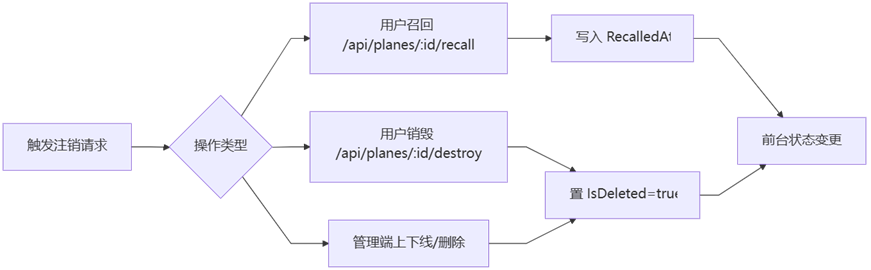 触发注销请求
操作类型
用户召回
/api/planes/:id/recall
写入 RecalledAt
用户销毁
/api/planes/:id/destroy
管理端上下线/删除
置 IsDeleted=true
前台状态变更